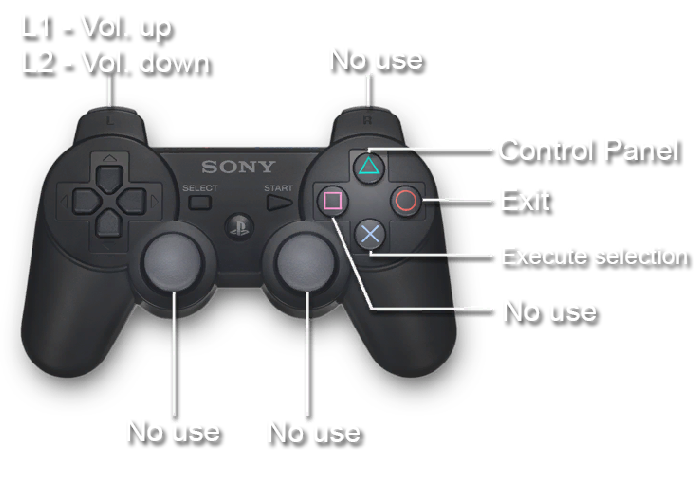 L1 - Vol. up
L2 - Vol. down
No use
L
R
Control Panel
SONY
SELECT
START
Exit
Execute selection
No use
No use
No use